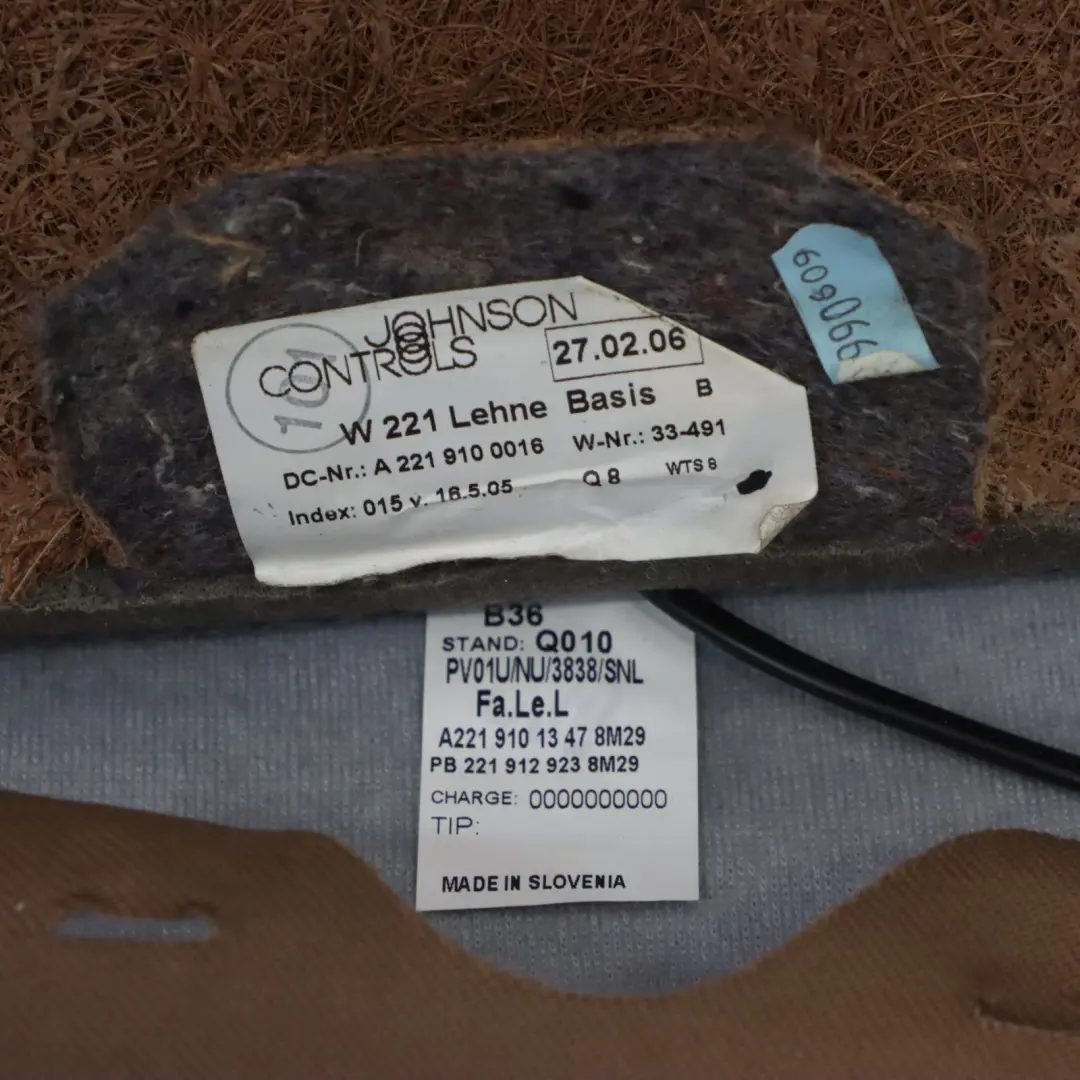 JOHNSON
CONTROLS
27.02.06
W 221 Lehne Basis B
DC-Nr.: A 221 910 0016 W-Nr.: 33-491
Index: 015 v. 16.5.05 Q 8 WTS 8
B36
STAND: Q010
PV01U/NU/3838/SNL
Fa.Le.L
A221 910 13 47 8M29
PB 221 912 923 8M29
CHARGE: 0000000000
TIP:
MADE IN SLOVENIA